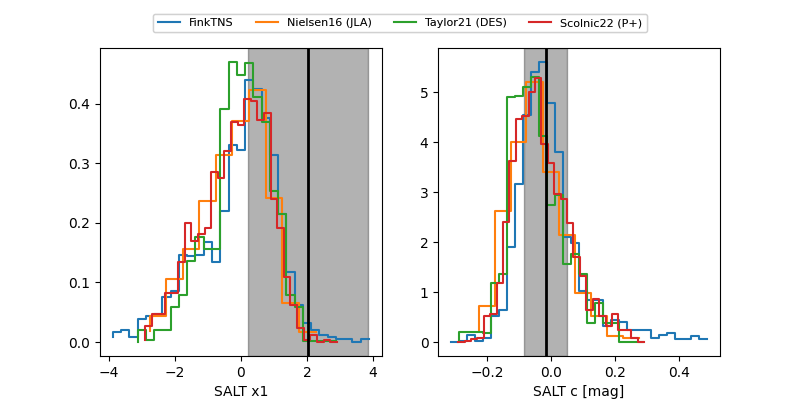 FinkTNS Nielsen16 (JLA) Taylor21 (DES) Scolnic22 (P+)
0.4
0.3
0.2
0.1
0.0
−4 −2 0 2 4
SALT x1
5
4
3
2
1
0
−0.2 0.0 0.2 0.4
SALT c [mag]